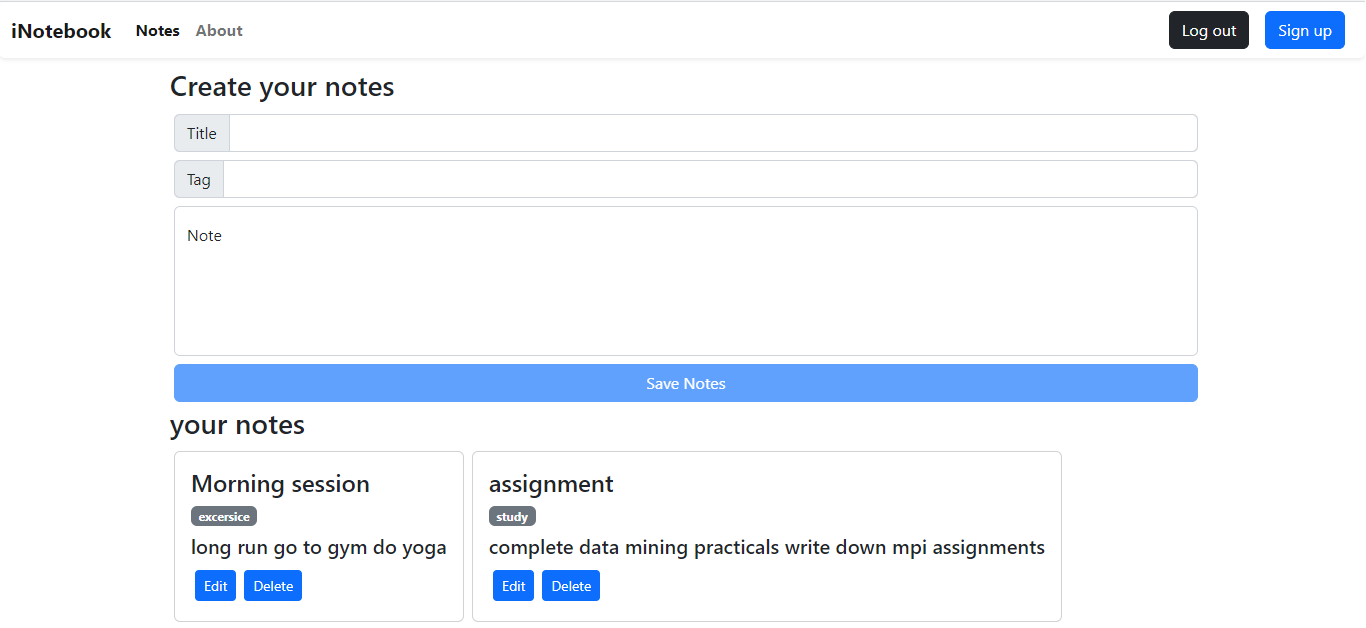 iNotebook Notes About Log out Sign up
Create your notes
Title
Tag
Note
Save Notes
your notes
Morning session
excersice
long run go to gym do yoga
Edit Delete
assignment
study
complete data mining practicals write down mpi assignments
Edit Delete